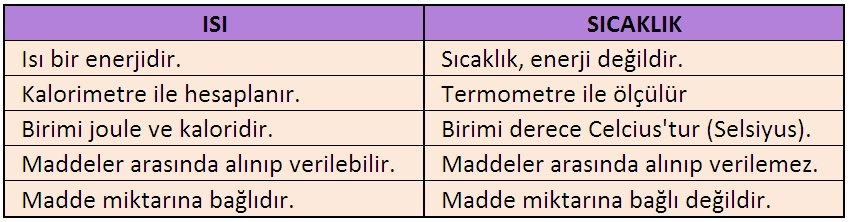 ISI SICAKLIK
Isı bir enerjidir. Sıcaklık, enerji değildir.
Kalorimetre ile hesaplanır. Termometre ile ölçülür
Birimi joule ve kaloridir. Birimi derece Celcius'tur (Selsiyus).
Maddeler arasında alınıp verilebilir. Maddeler arasında alınıp verilemez.
Madde miktarına bağlıdır. Madde miktarına bağlı değildir.